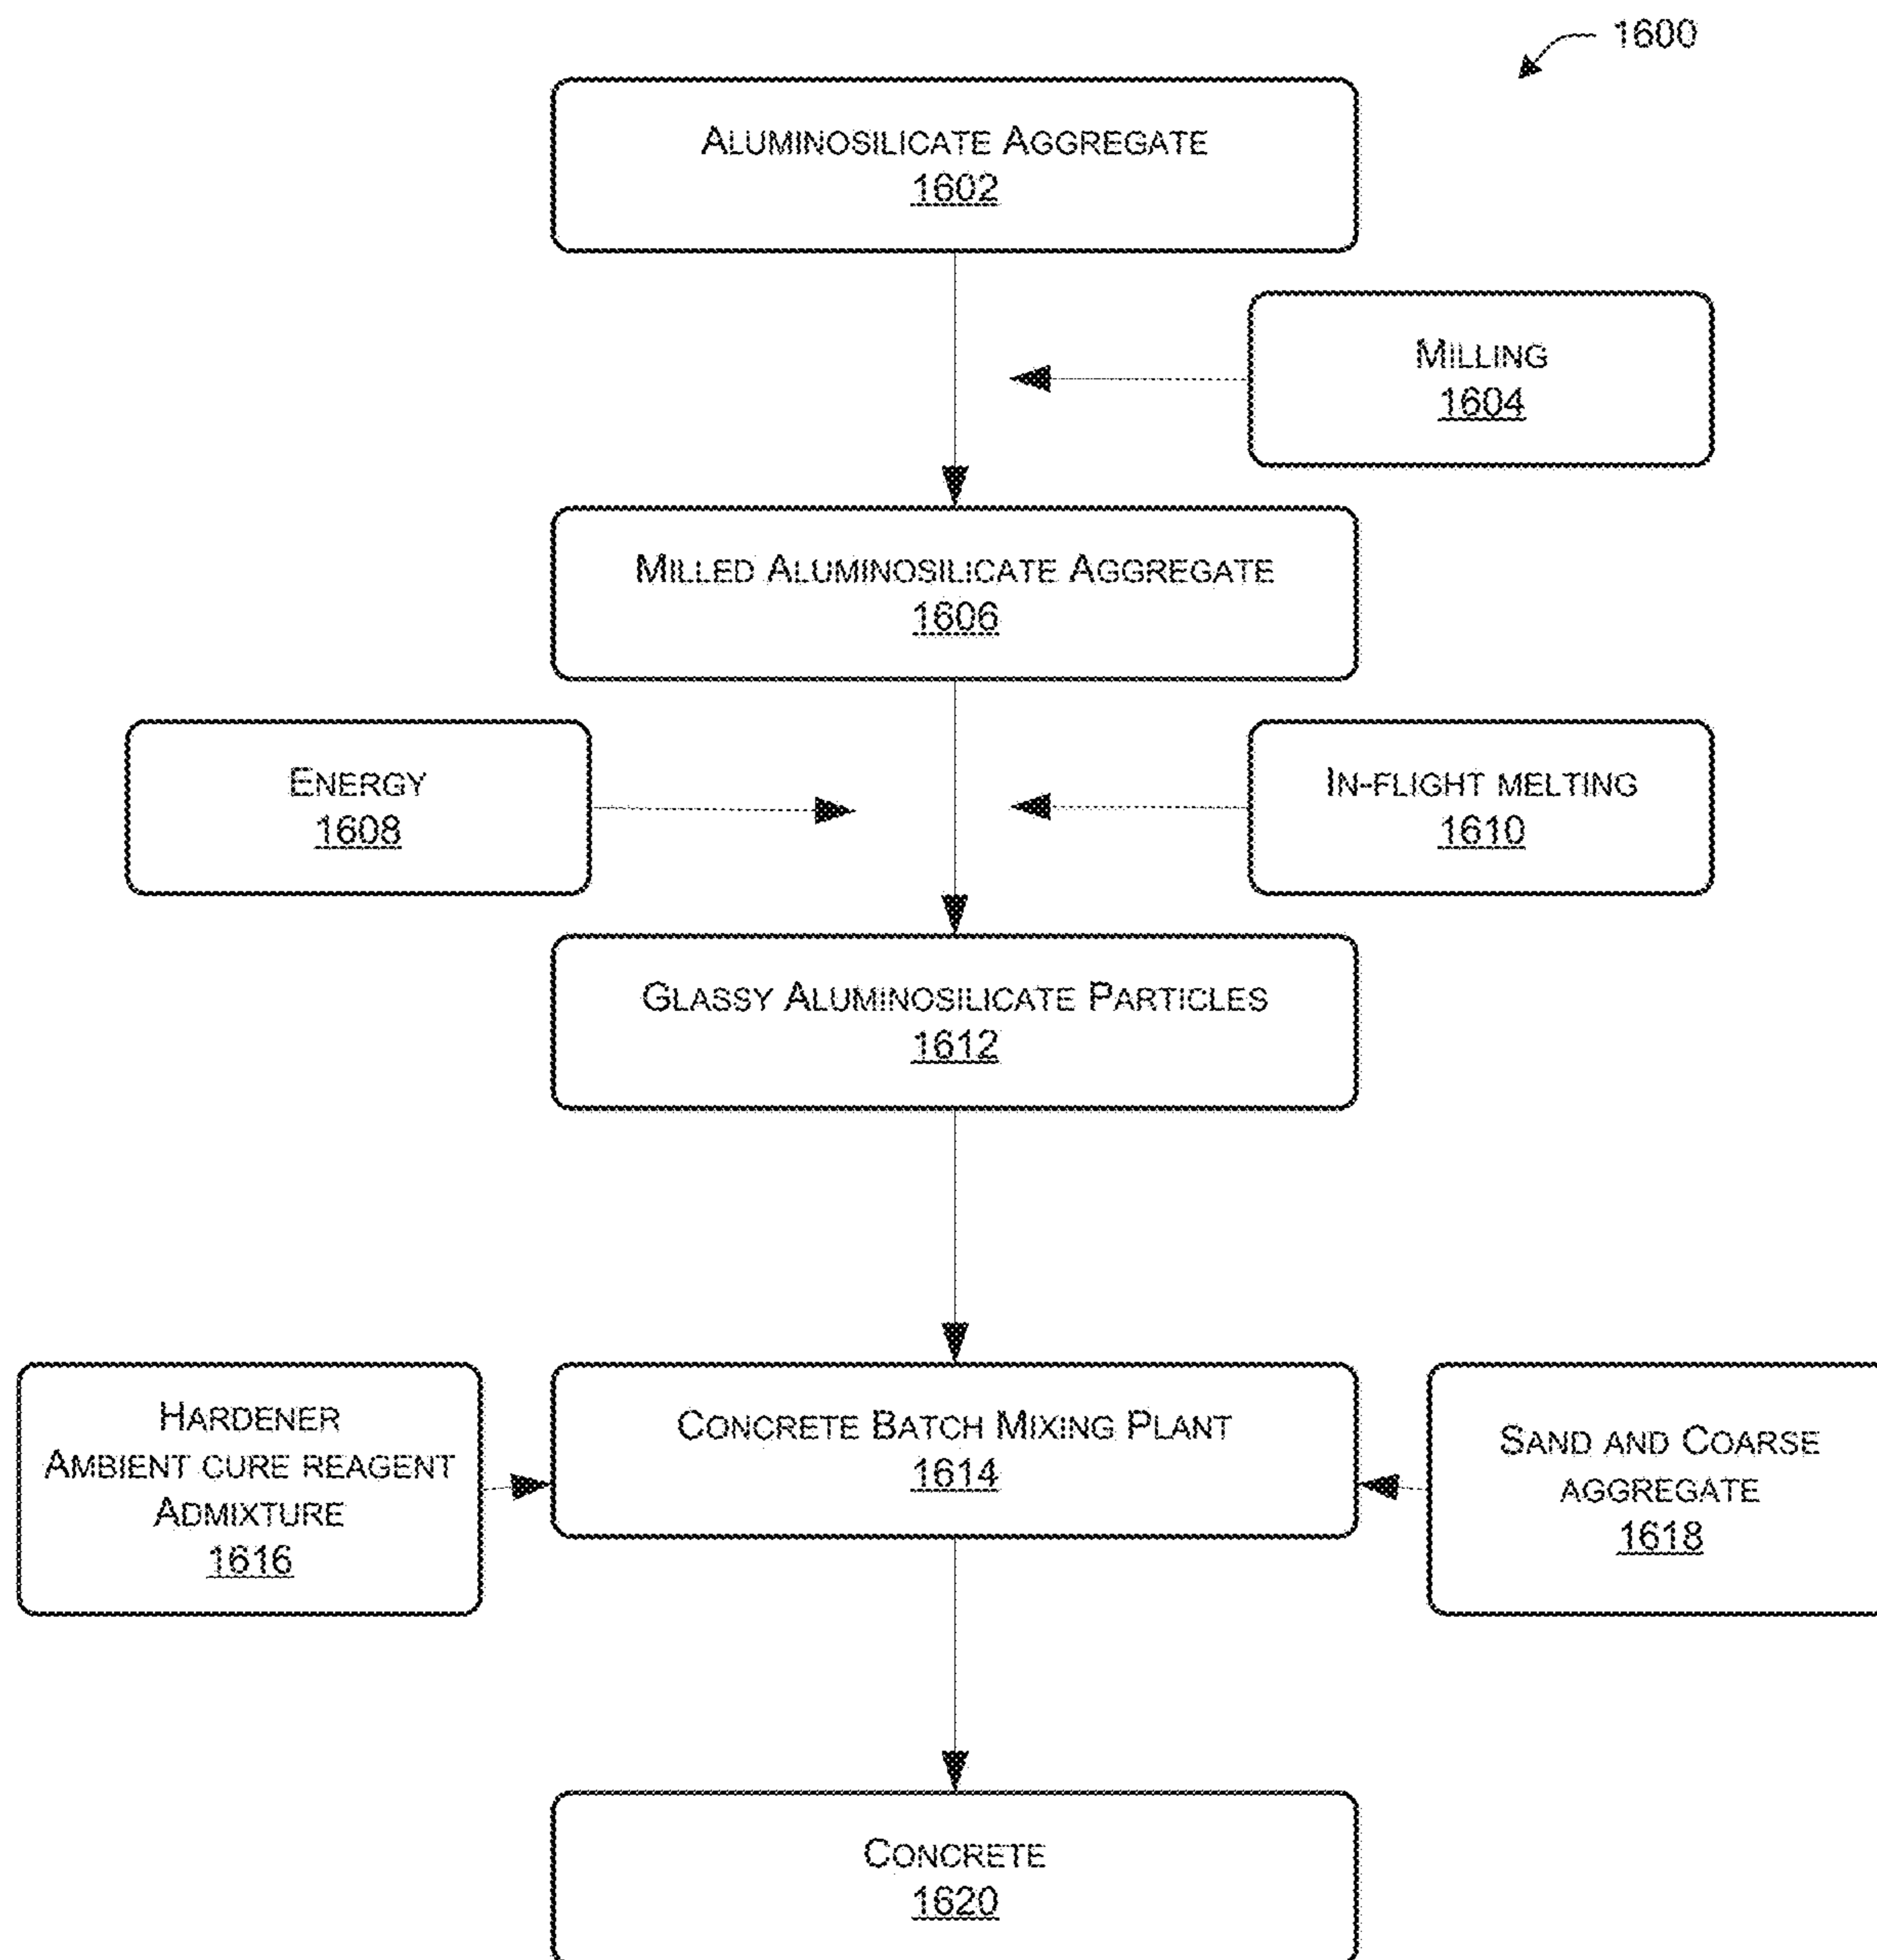 1600
ALUMINOSILICATE AGGREGATE
1602
MILLING
1604
MILLED ALUMINOSILICATE AGGREGATE
1606
ENERGY
1608
IN-FLIGHT MELTING
1610
GLASSY ALUMINOSILICATE PARTICLES
1612
HARDENER
AMBIENT CURE REAGENT
ADMIXTURE
1616
CONCRETE BATCH MIXING PLANT
1614
SAND AND COARSE
AGGREGATE
1618
CONCRETE
1620